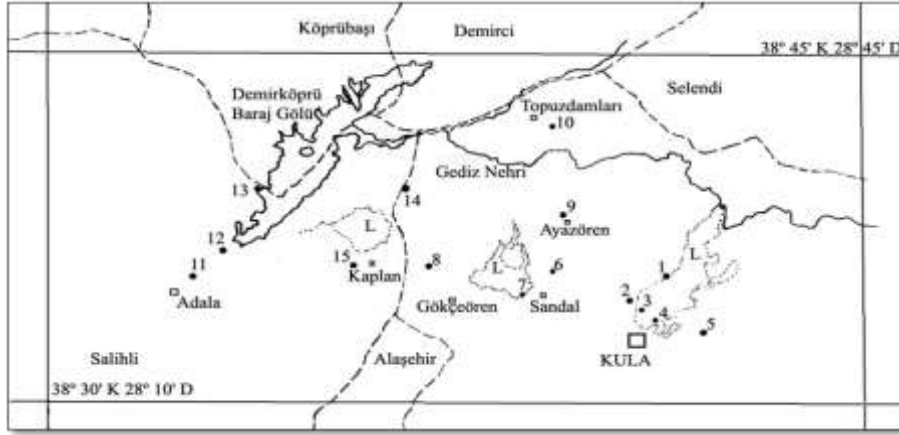 Köprübaşı
Demirci
38° 45' K 28° 45' D
Selendi
Demirköprü
Baraj Gölü
Topuzdamları
10
Gediz Nehri
13
14
9
Ayazören
L
L
12
15
Kaplan
8
L
6
1
11
Adala
7
Gökçeören
Sandal
2
3
4
5
KULA
Salihli
Alaşehir
38° 30' K 28° 10' D